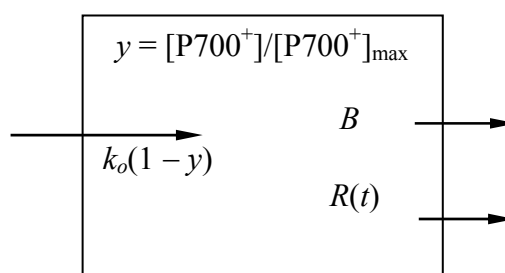 y = [P700⁺]/[P700⁺]max
B
kₒ(1 – y)
R(t)